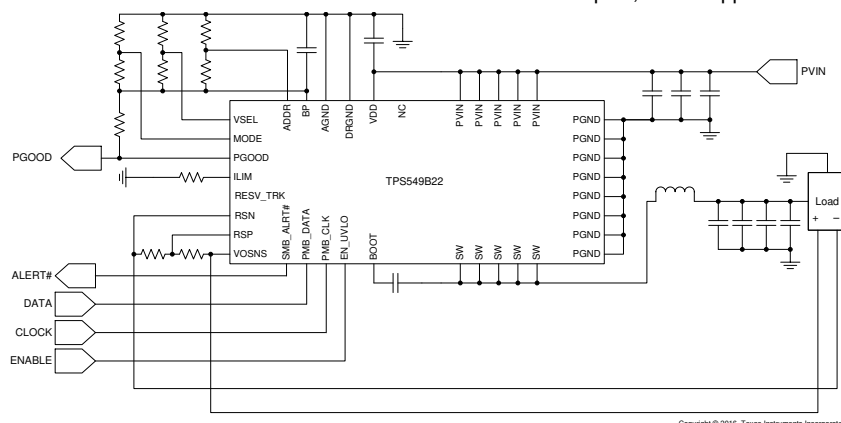 PVIN
ADDR
BP
AGND
DRGND
VDD
NC
PVIN
PVIN
PVIN
PVIN
PVIN
VSEL
MODE
PGOOD
PGOOD
ILIM
RESV_TRK
RSN
RSP
VOSNS
TPS549B22
PGND
PGND
PGND
PGND
PGND
PGND
PGND
PGND
SMB_ALRT#
PMB_DATA
PMB_CLK
EN_UVLO
BOOT
SW
SW
SW
SW
SW
Load
+ −
ALERT#
DATA
CLOCK
ENABLE
Copyright © 2016, Texas Instruments